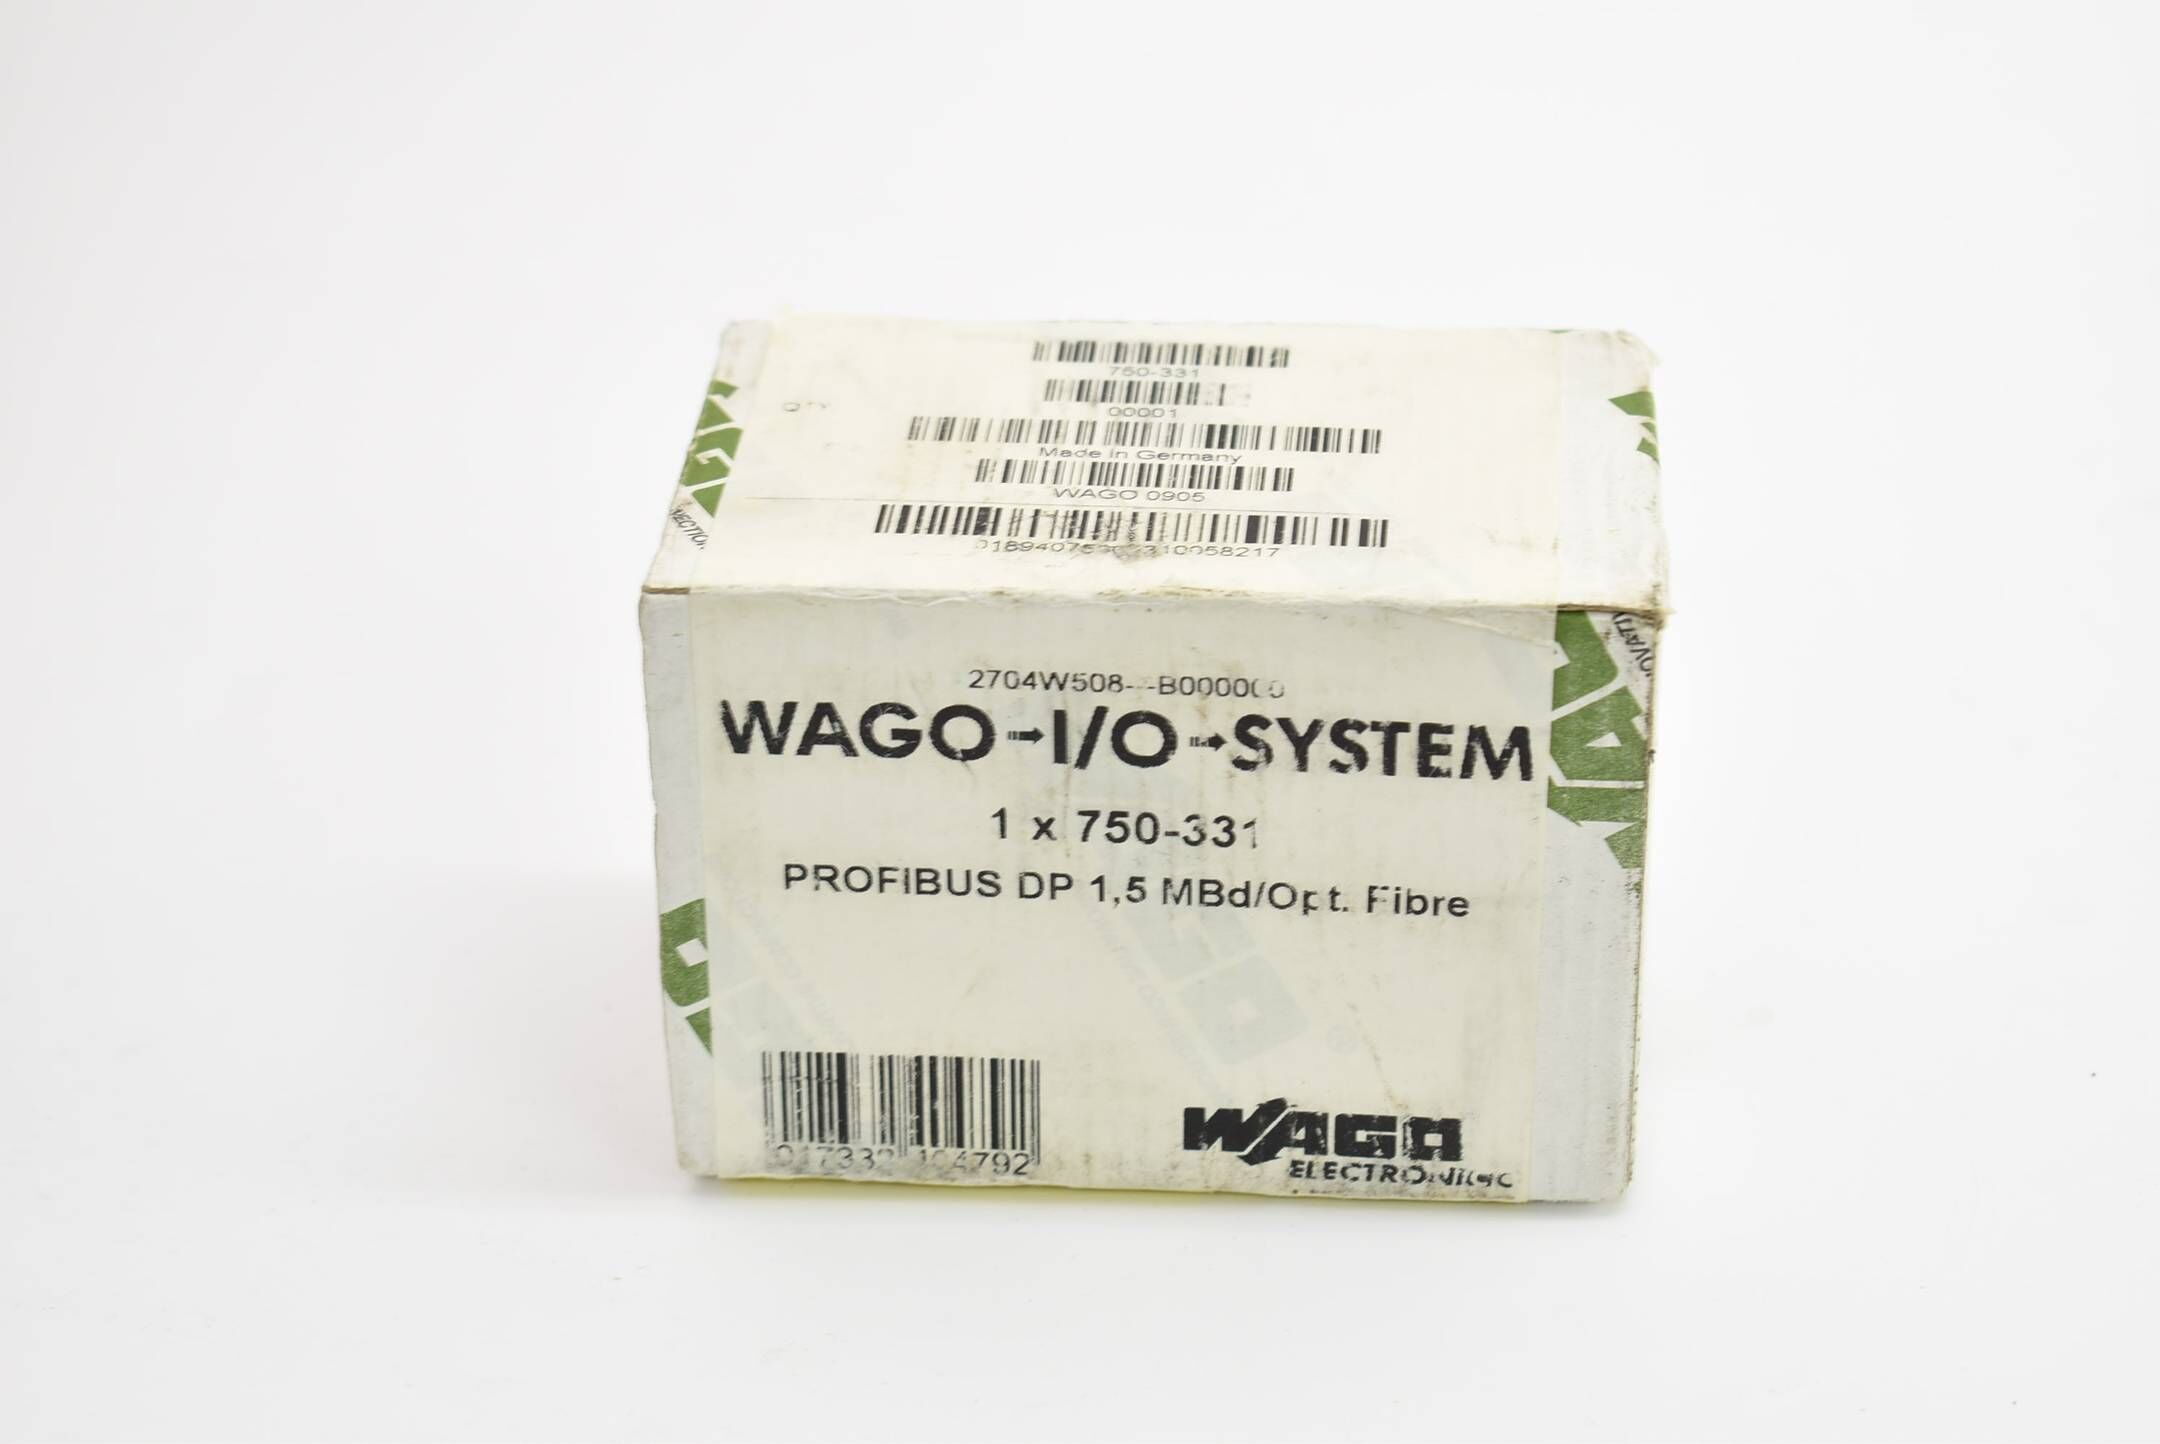 750-331
00001
Made in Germany
WAGO 0905
2704W508--B000000
WAGO I/O SYSTEM
1 x 750-331
PROFIBUS DP 1,5 MBd/Opt. Fibre
WAGO
ELECTRONIC